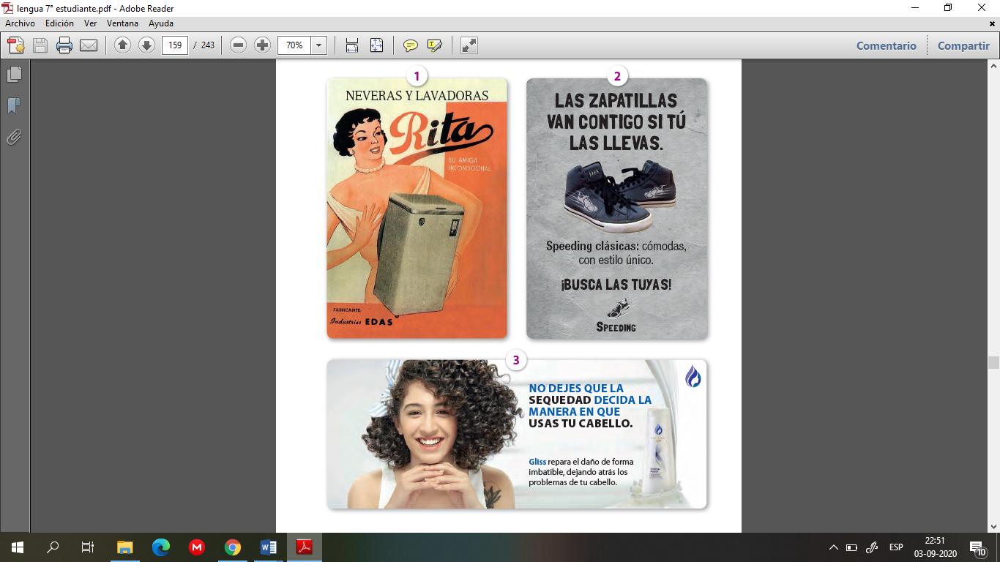 lengua 7° estudiante.pdf - Adobe Reader
Archivo Edición Ver Ventana Ayuda
159 / 243 70% Comentario Compartir
1
NEVERAS Y LAVADORAS
Rita
SU AMIGA
INCONDICIONAL
FABRICANTE
Industrias EDAS
2
LAS ZAPATILLAS
VAN CONTIGO SI TÚ
LAS LLEVAS.
Speeding clásicas: cómodas,
con estilo único.
¡BUSCA LAS TUYAS!
SPEEDING
3
NO DEJES QUE LA
SEQUEDAD DECIDA LA
MANERA EN QUE
USAS TU CABELLO.
Gliss repara el daño de forma
imbatible, dejando atrás los
problemas de tu cabello.
ESP
22:51
03-09-2020
10